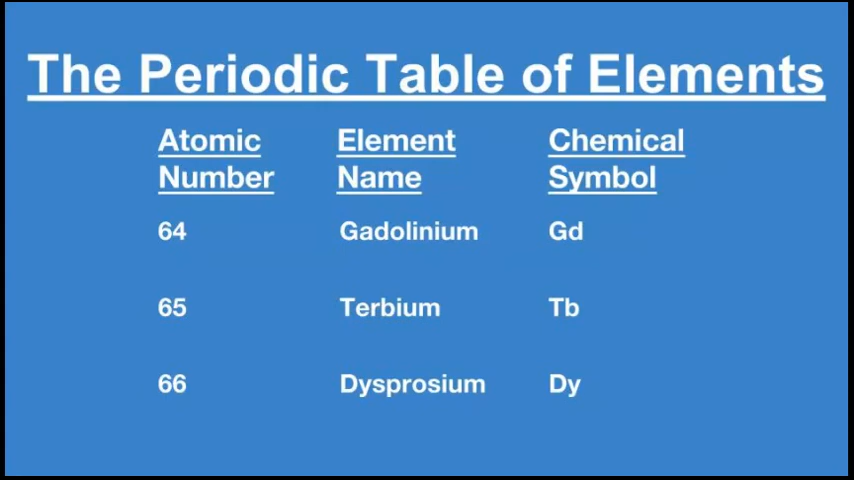 The Periodic Table of Elements
Atomic Number Element Name Chemical Symbol
64 Gadolinium Gd
65 Terbium Tb
66 Dysprosium Dy